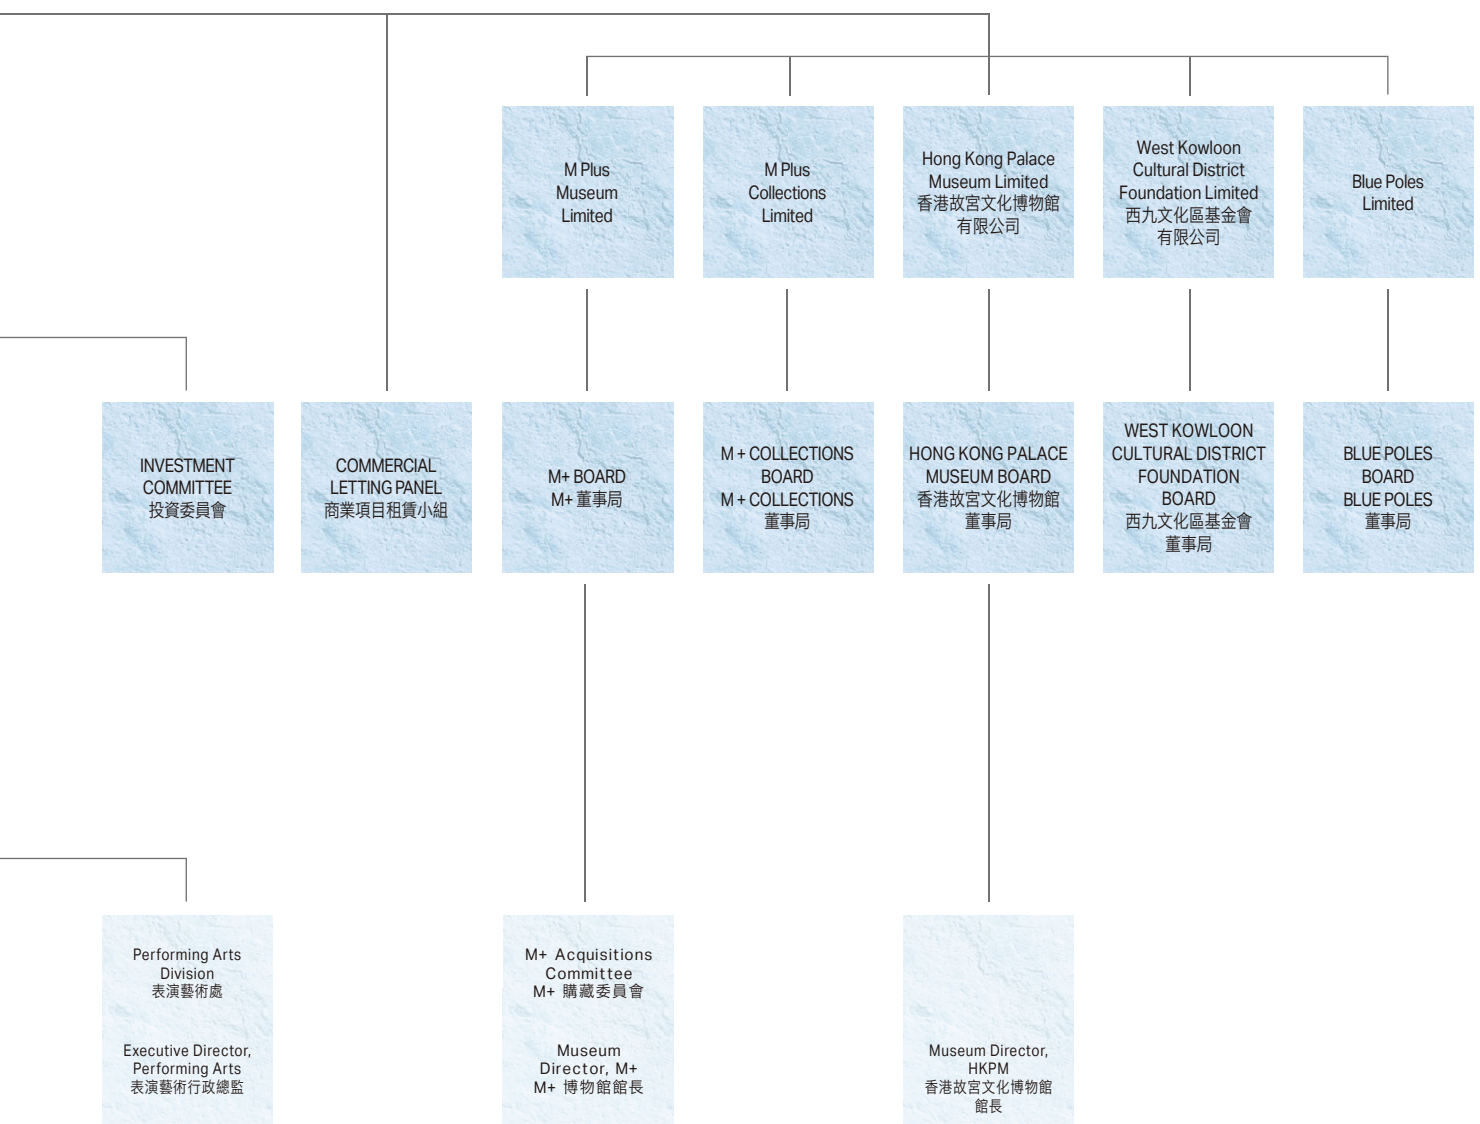 M Plus
Museum
Limited
M Plus
Collections
Limited
Hong Kong Palace
Museum Limited
香港故宮文化博物館
有限公司
West Kowloon
Cultural District
Foundation Limited
西九文化區基金會
有限公司
Blue Poles
Limited
INVESTMENT
COMMITTEE
投資委員會
COMMERCIAL
LETTING PANEL
商業項目租賃小組
M+ BOARD
M+ 董事局
M + COLLECTIONS
BOARD
M + COLLECTIONS
董事局
HONG KONG PALACE
MUSEUM BOARD
香港故宮文化博物館
董事局
WEST KOWLOON
CULTURAL DISTRICT
FOUNDATION
BOARD
西九文化區基金會
董事局
BLUE POLES
BOARD
BLUE POLES
董事局
Performing Arts
Division
表演藝術處
Executive Director,
Performing Arts
表演藝術行政總監
M+ Acquisitions
Committee
M+ 購藏委員會
Museum
Director, M+
M+ 博物館館長
Museum Director,
HKPM
香港故宮文化博物館
館長